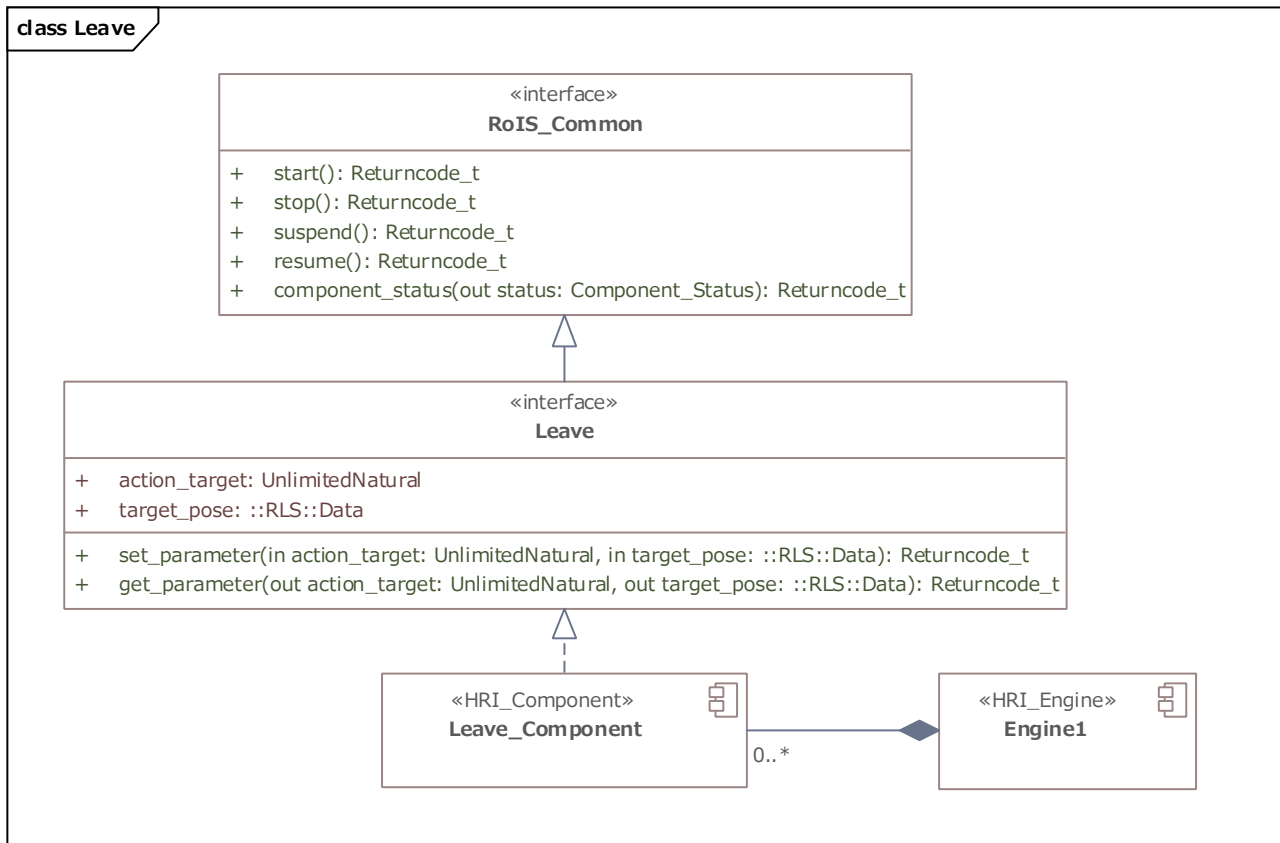 class Leave
«interface»
RoIS_Common
+ start(): Returncode_t
+ stop(): Returncode_t
+ suspend(): Returncode_t
+ resume(): Returncode_t
+ component_status(out status: Component_Status): Returncode_t
«interface»
Leave
+ action_target: UnlimitedNatural
+ target_pose: ::RLS::Data
+ set_parameter(in action_target: UnlimitedNatural, in target_pose: ::RLS::Data): Returncode_t
+ get_parameter(out action_target: UnlimitedNatural, out target_pose: ::RLS::Data): Returncode_t
«HRI_Component»
Leave_Component
0..*
«HRI_Engine»
Engine1